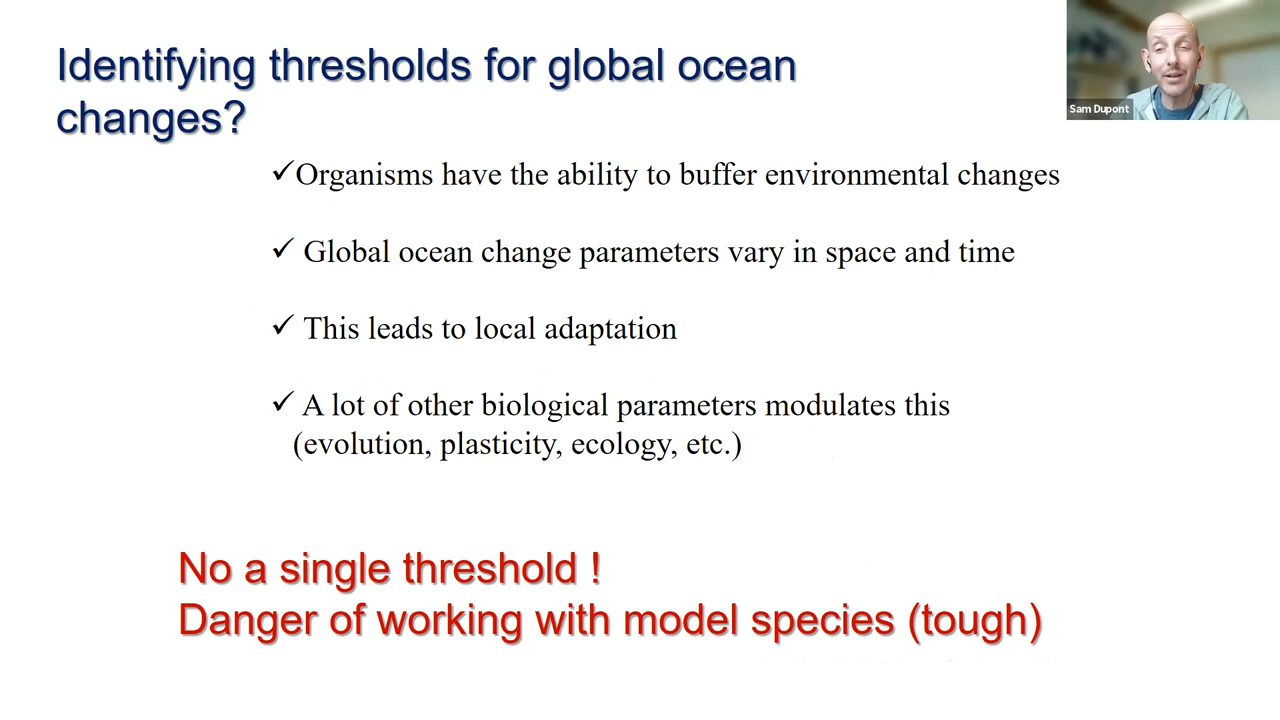 Identifying thresholds for global ocean
changes?
Sam Dupont
✓Organisms have the ability to buffer environmental changes
✓ Global ocean change parameters vary in space and time
✓ This leads to local adaptation
✓ A lot of other biological parameters modulates this
(evolution, plasticity, ecology, etc.)
No a single threshold !
Danger of working with model species (tough)